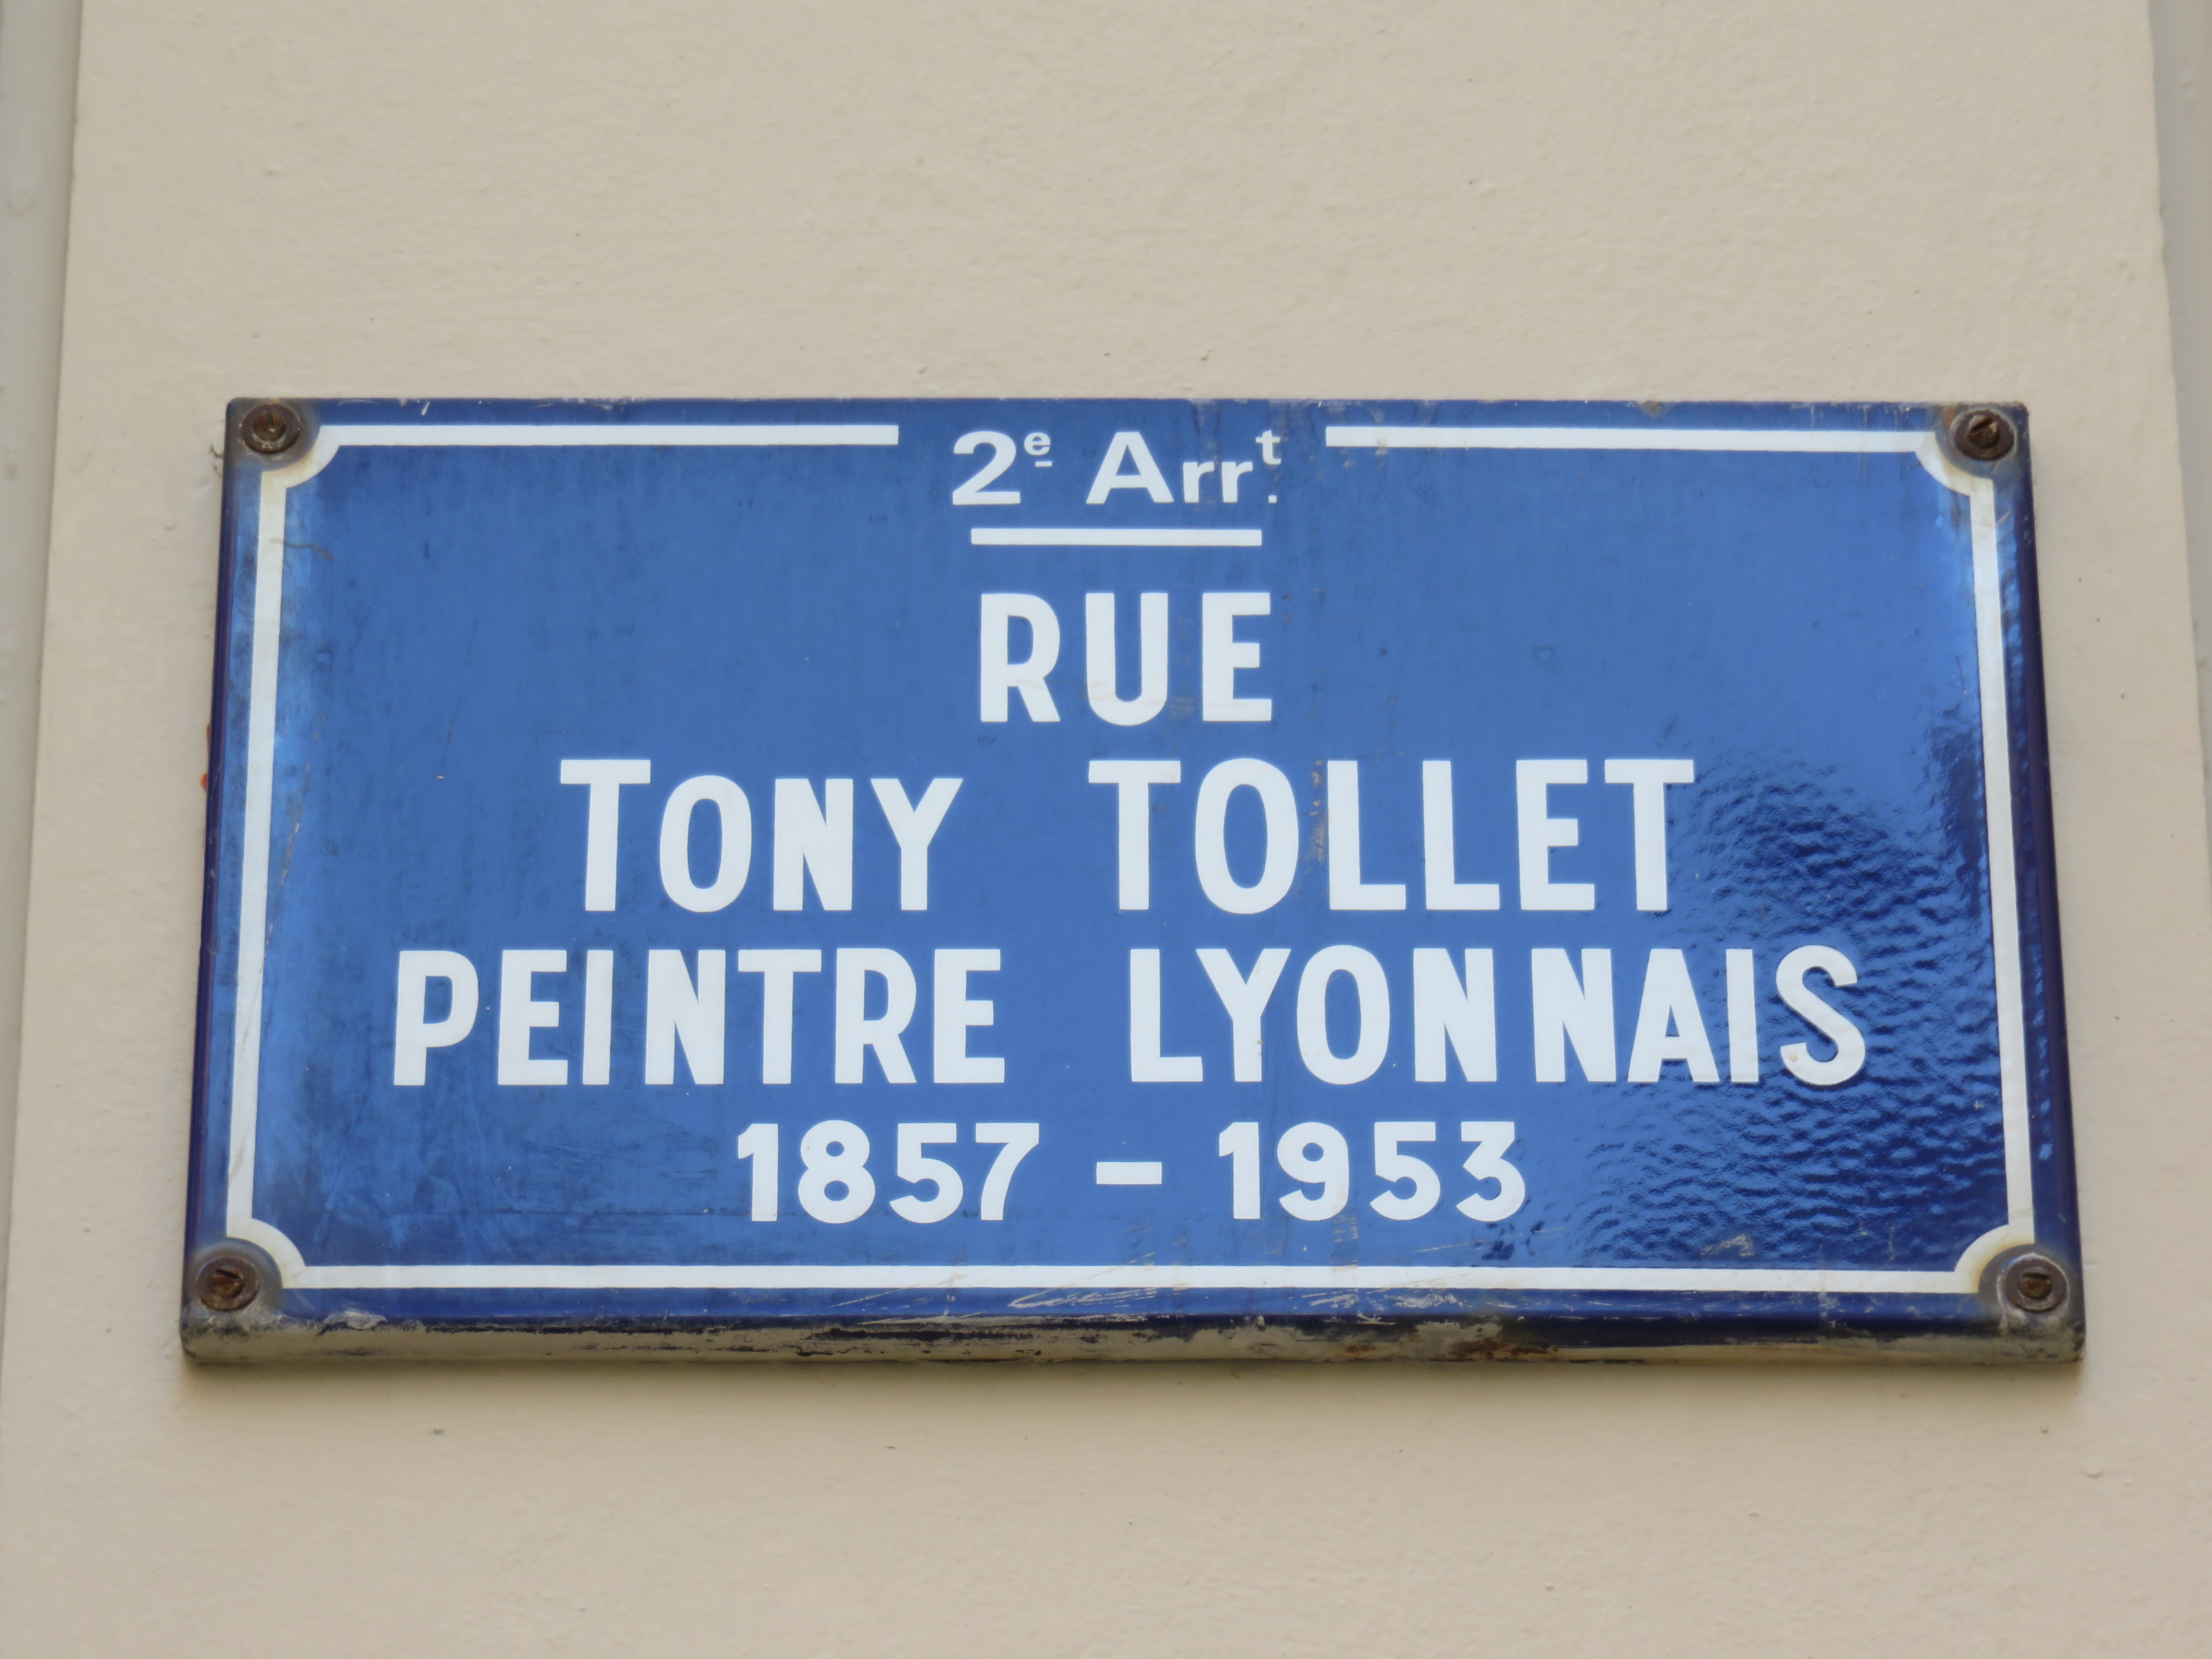 2e Arrt.
RUE
TONY TOLLET
PEINTRE LYONNAIS
1857 - 1953